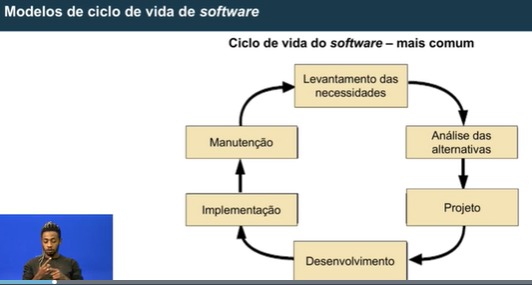 Modelos de ciclo de vida de software
Ciclo de vida do software – mais comum
Levantamento das
necessidades
Análise das
alternativas
Projeto
Desenvolvimento
Implementação
Manutenção